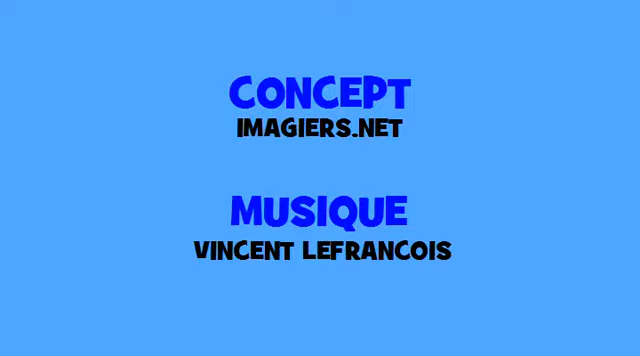 CONCEPT
IMAGIERS.NET
MUSIQUE
VINCENT LEFRANCOIS